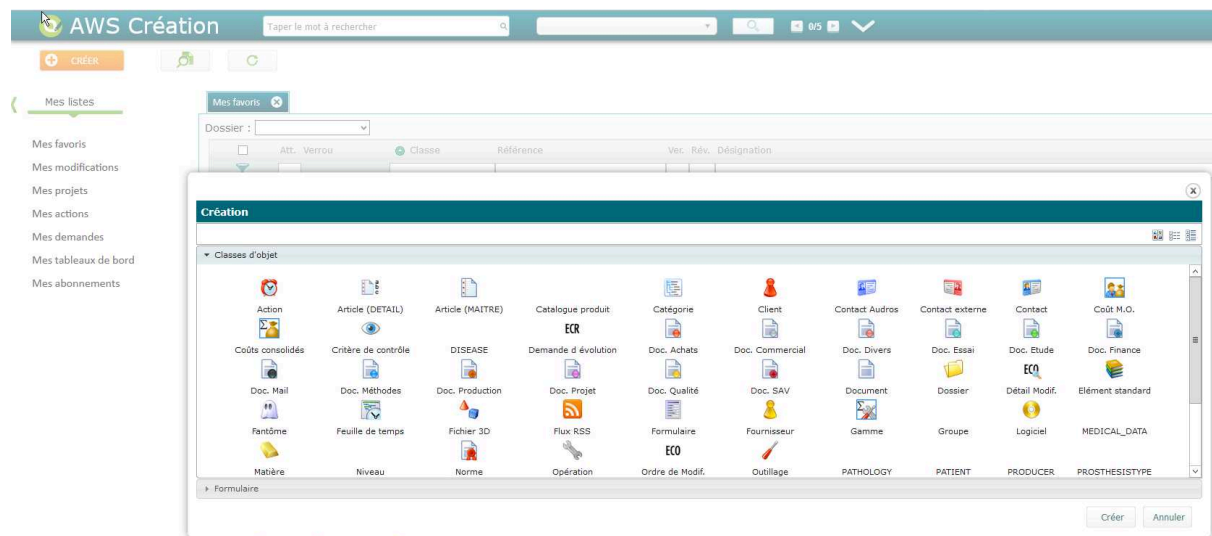 AWS Création
Taper le mot à rechercher
0/5
CRÉER
Mes listes
Mes favoris
Dossier :
Att. Verrou Classe Référence Ver. Rév. Désignation
Mes favoris
Mes modifications
Mes projets
Mes actions
Mes demandes
Mes tableaux de bord
Mes abonnements
Création
Classes d'objet
Action Article (DETAIL) Article (MAITRE) Catalogue produit Catégorie Client Contact Audros Contact externe Contact Coût M.O.
ECR
Coûts consolidés Critère de contrôle DISEASE Demande d évolution Doc. Achats Doc. Commercial Doc. Divers Doc. Essai Doc. Etude Doc. Finance
ECO
Doc. Mail Doc. Méthodes Doc. Production Doc. Projet Doc. Qualité Doc. SAV Document Dossier Détail Modif. Elément standard
Fantôme Feuille de temps Fichier 3D Flux RSS Formulaire Fournisseur Gamme Groupe Logiciel MEDICAL_DATA
ECO
Matière Niveau Norme Opération Ordre de Modif. Outillage PATHOLOGY PATIENT PRODUCER PROSTHESISTYPE
Formulaire
Créer Annuler